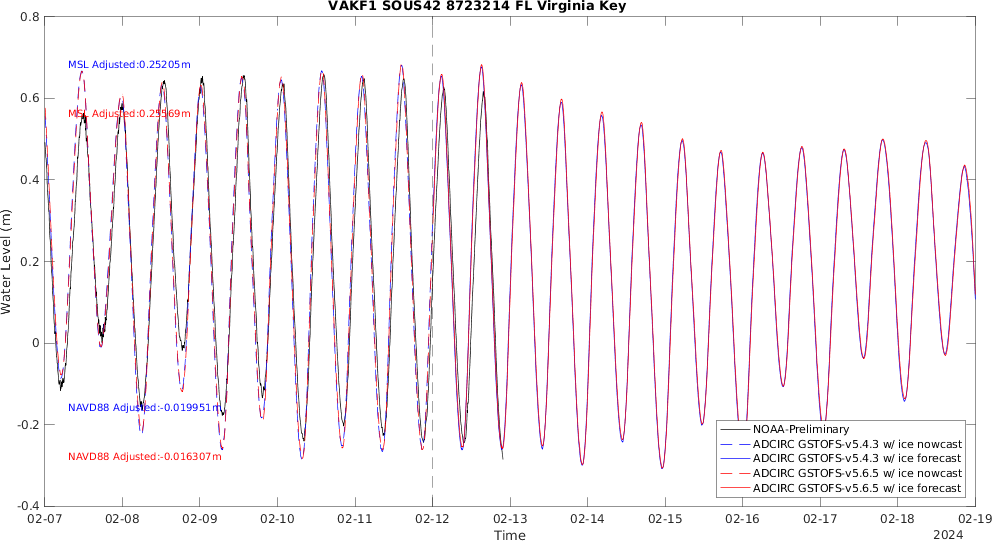 VAKF1 SOUS42 8723214 FL Virginia Key
0.8
0.6
0.4
0.2
0
-0.2
-0.4
Water Level (m)
MSL Adjusted:0.25205m
MSL Adjusted:0.25569m
NAVD88 Adjusted:-0.019951m
NAVD88 Adjusted:-0.016307m
NOAA-Preliminary
ADCIRC GSTOFS-v5.4.3 w/ ice nowcast
ADCIRC GSTOFS-v5.4.3 w/ ice forecast
ADCIRC GSTOFS-v5.6.5 w/ ice nowcast
ADCIRC GSTOFS-v5.6.5 w/ ice forecast
02-07 02-08 02-09 02-10 02-11 02-12 02-13 02-14 02-15 02-16 02-17 02-18 02-19
Time
2024